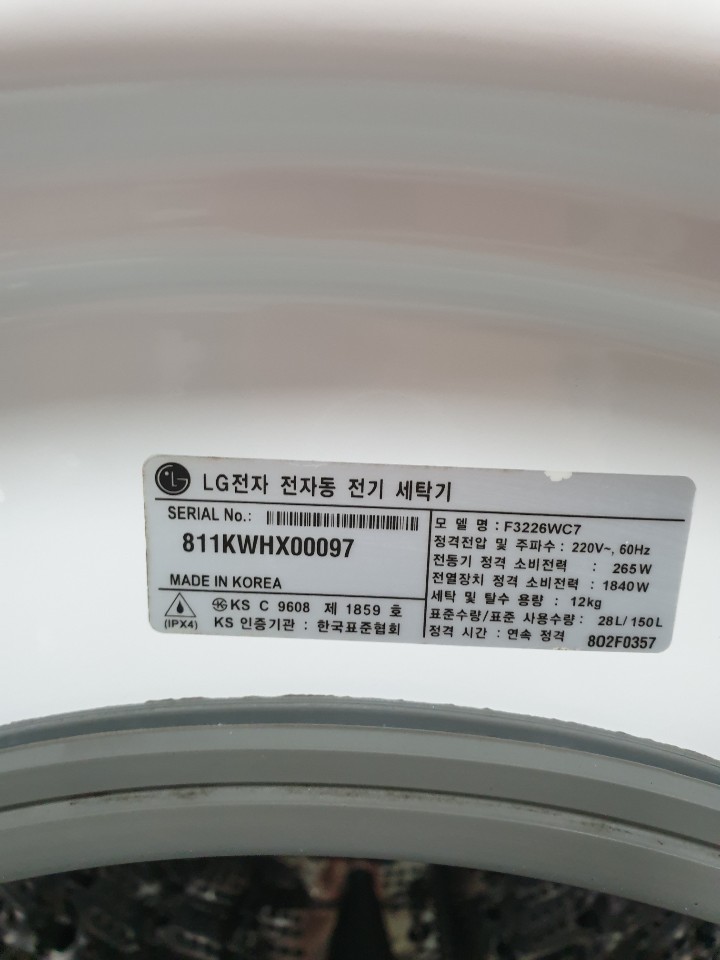 LG LG전자 전자동 전기 세탁기
SERIAL No.:
811KWHX00097
MADE IN KOREA
(IPX4)
KS C 9608 제 1859 호
KS 인증기관 : 한국표준협회
모 델 명 : F3226WC7
정격전압 및 주파수 : 220V~, 60Hz
전동기 정격 소비전력 : 265W
전열장치 정격 소비전력 : 1840W
세탁 및 탈수 용량 : 12kg
표준수량/표준 사용수량 : 28L/150L
정격 시간 : 연속 정격
802F0357